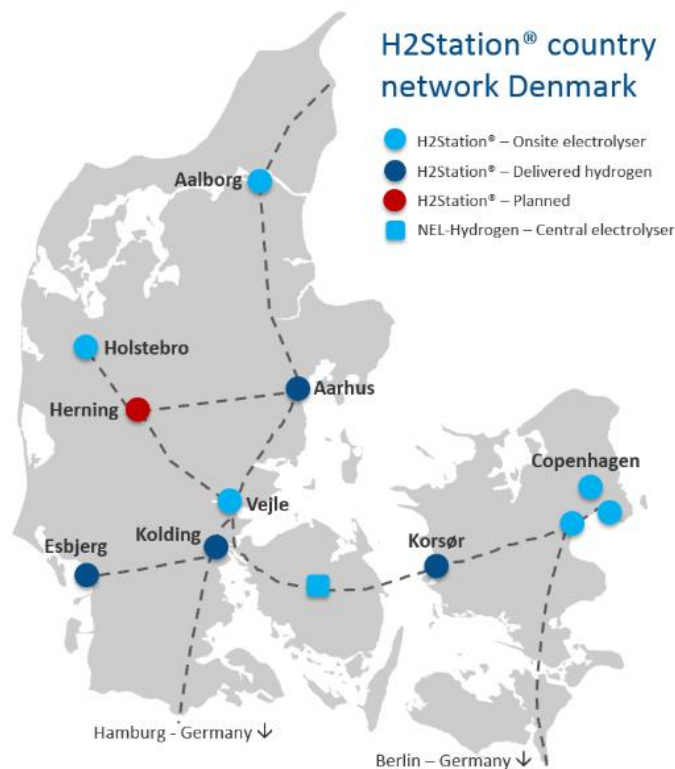 H2Station® country
network Denmark
H2Station® – Onsite electrolyser
H2Station® – Delivered hydrogen
H2Station® – Planned
NEL-Hydrogen – Central electrolyser
Aalborg
Holstebro
Aarhus
Herning
Copenhagen
Vejle
Kolding
Esbjerg
Korsør
Hamburg - Germany ↓
Berlin – Germany ↓